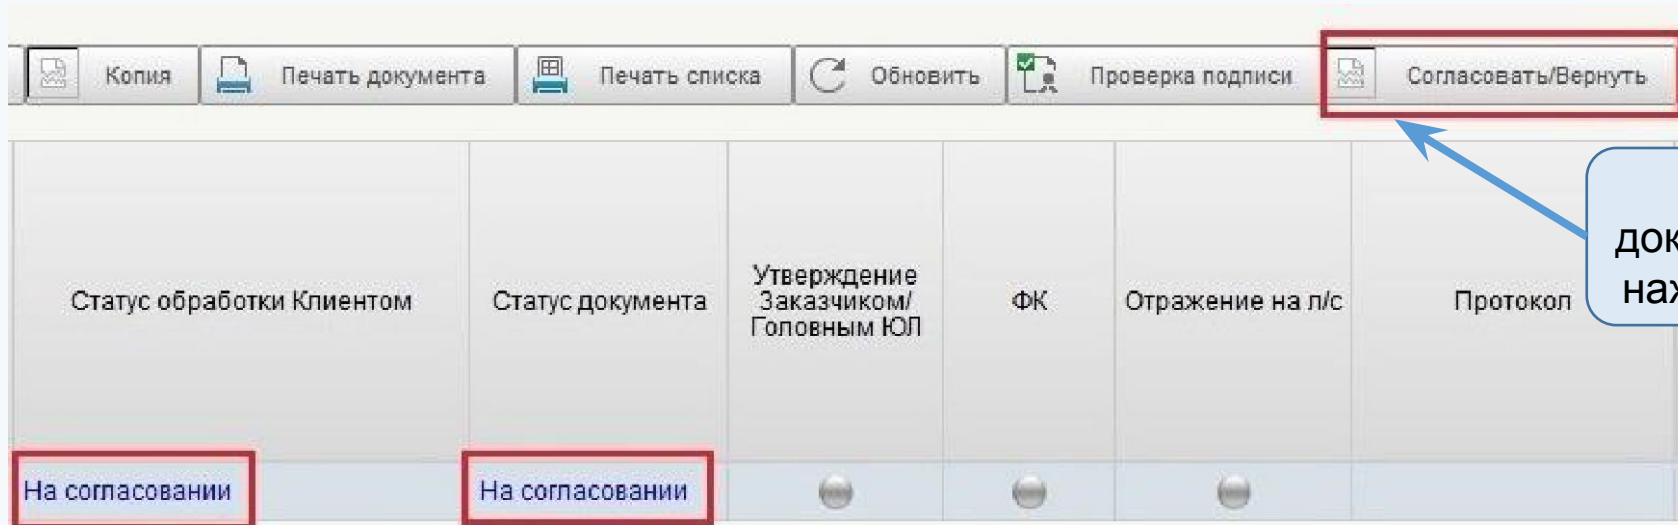 Копия Печать документа Печать списка Обновить Проверка подписи Согласовать/Вернуть
Статус обработки Клиентом
Статус документа
Утверждение
Заказчиком/
Головным ЮЛ
ФК
Отражение на л/с
Протокол
На согласовании
На согласовании